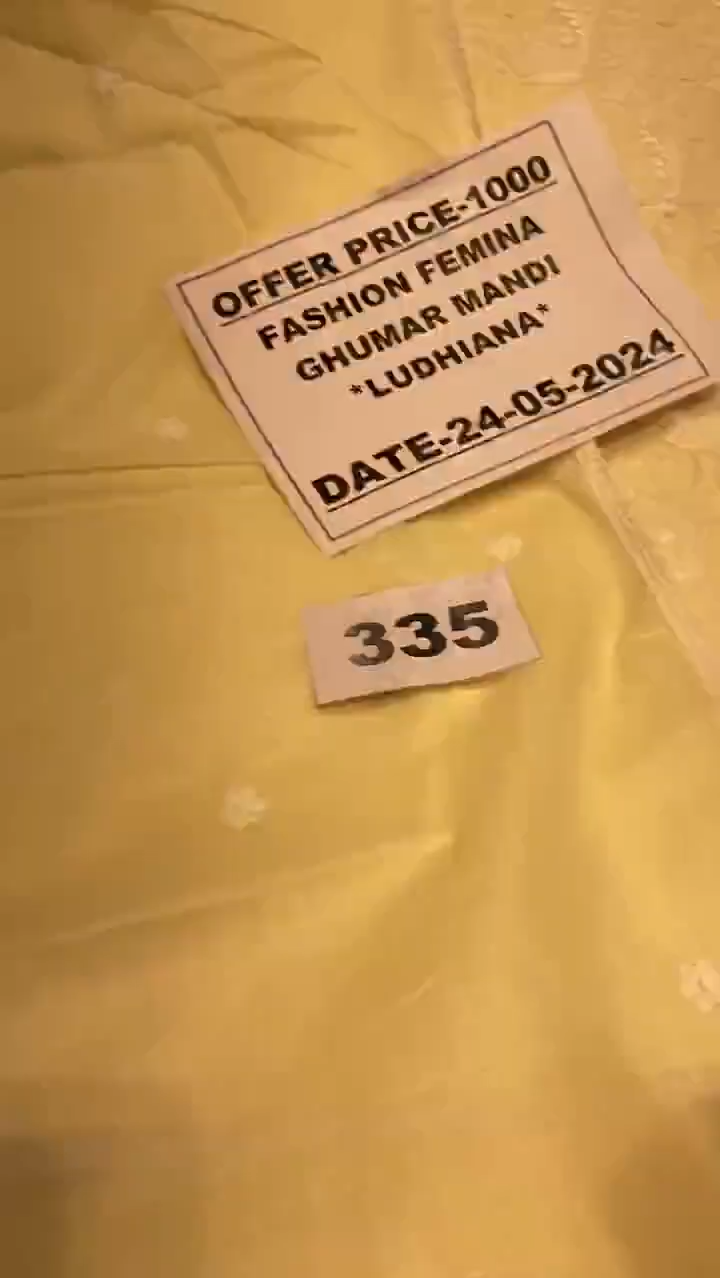 OFFER PRICE-1000
FASHION FEMINA
GHUMAR MANDI
*LUDHIANA*
DATE-24-05-2024
335